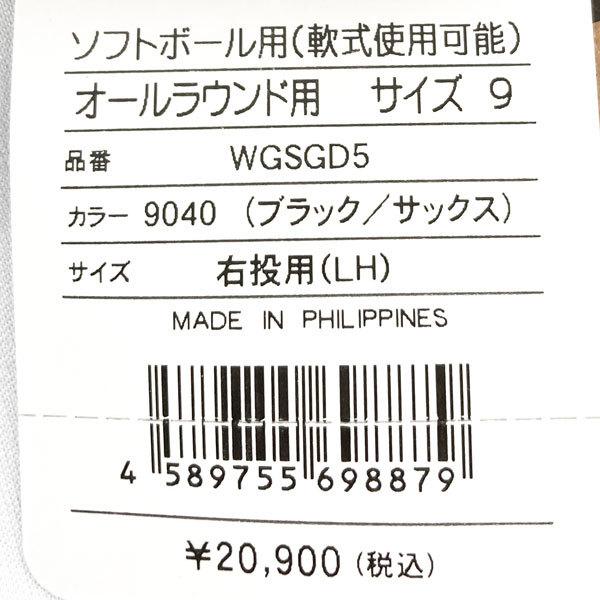 ソフトボール用(軟式使用可能)
オールラウンド用 サイズ 9
品番 WGSGD5
カラー 9040 (ブラック/サックス)
サイズ 右投用(LH)
MADE IN PHILIPPINES
4 589755 698879
¥20,900 (税込)